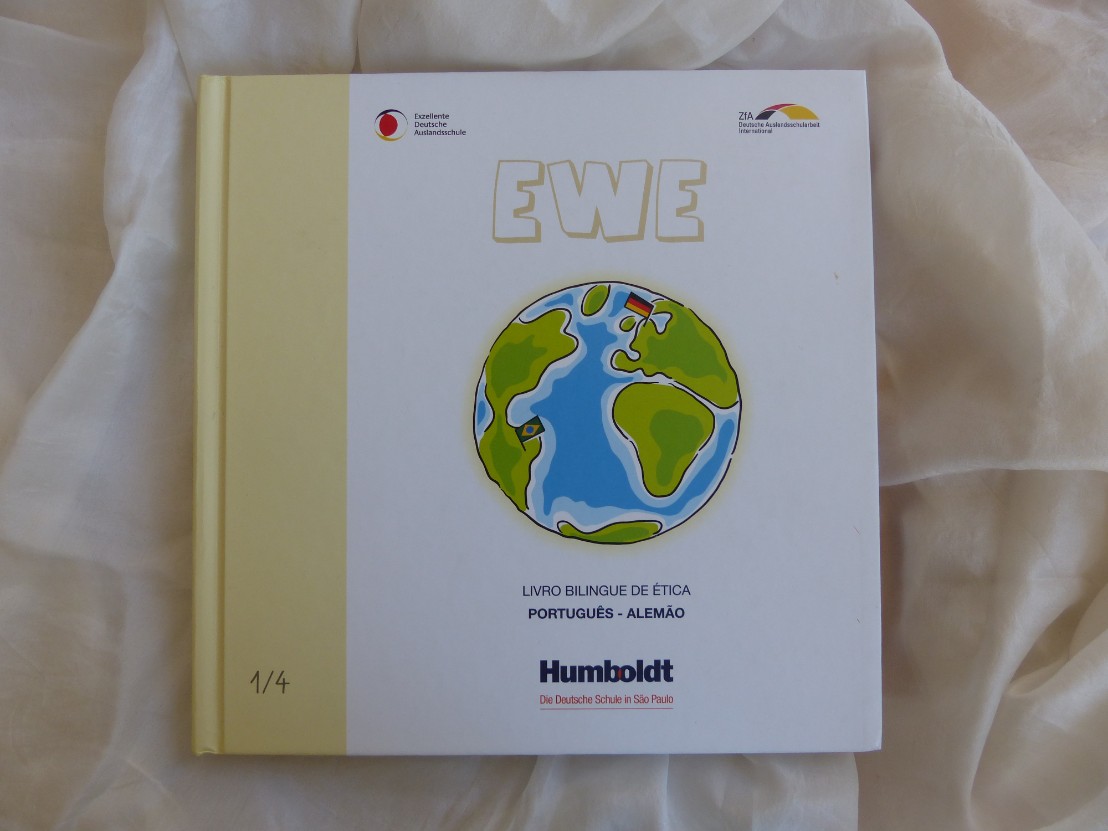 Exzellente
Deutsche
Auslandsschule
ZfA
Deutsche Auslandsschularbeit
International
EWE
LIVRO BILINGUE DE ÉTICA
PORTUGUÊS - ALEMÃO
Humboldt
Die Deutsche Schule in São Paulo
1/4